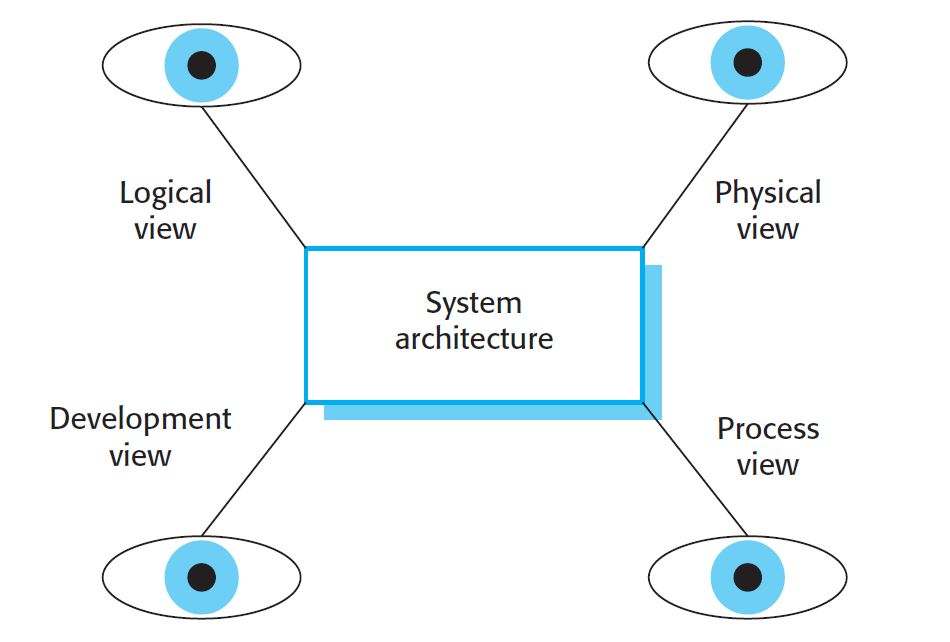 Logical
view
Physical
view
System
architecture
Development
view
Process
view